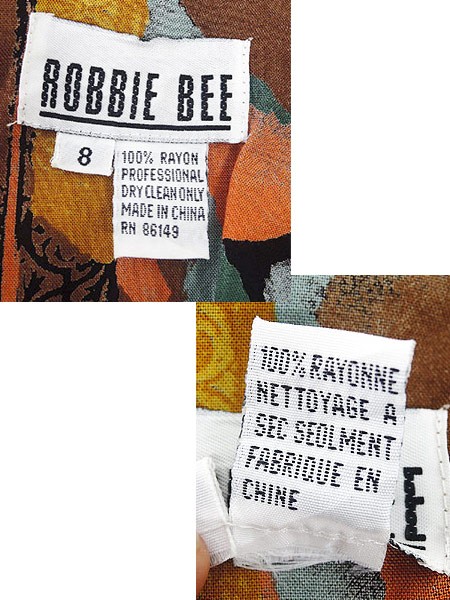 ROBBIE BEE
8
100% RAYON
PROFESSIONAL
DRY CLEAN ONLY
MADE IN CHINA
RN 86149
100% RAYONNE
NETTOYAGE A
SEC SEOLMENT
FABRIQUE EN
CHINE